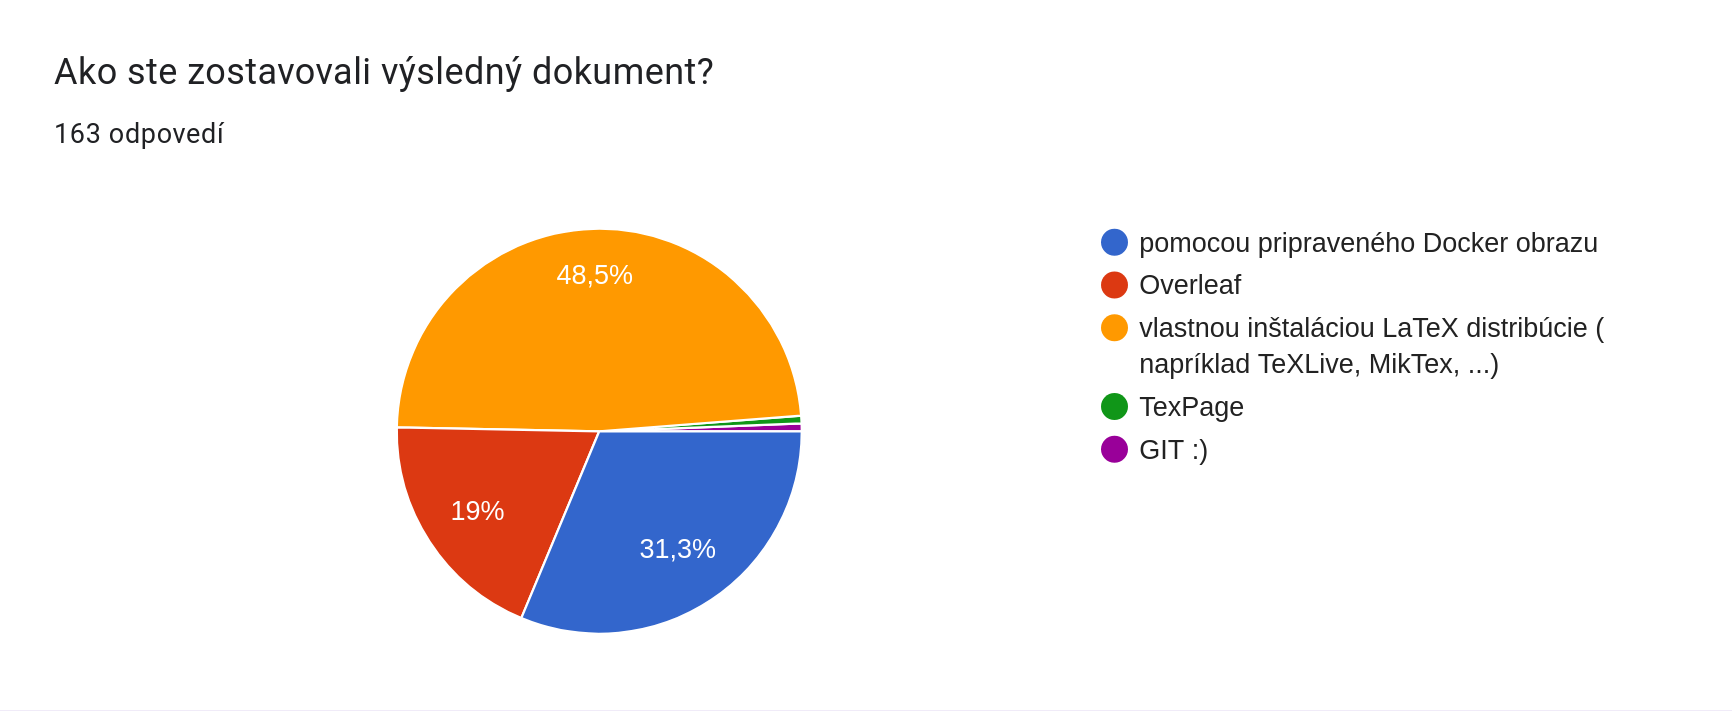 Ako ste zostavovali výsledný dokument?
163 odpovedí
48,5%
19%
31,3%
pomocou pripraveného Docker obrazu
Overleaf
vlastnou inštaláciou LaTeX distribúcie (
napríklad TeXLive, MikTex, ...)
TexPage
GIT :)